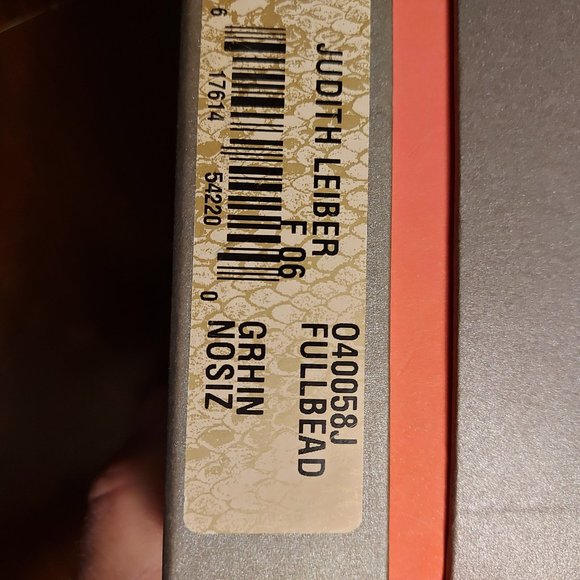 JUDITH LEIBER
040058J
F 06
FULLBEAD
6 17614 54220 0
GRHIN
NOSIZ